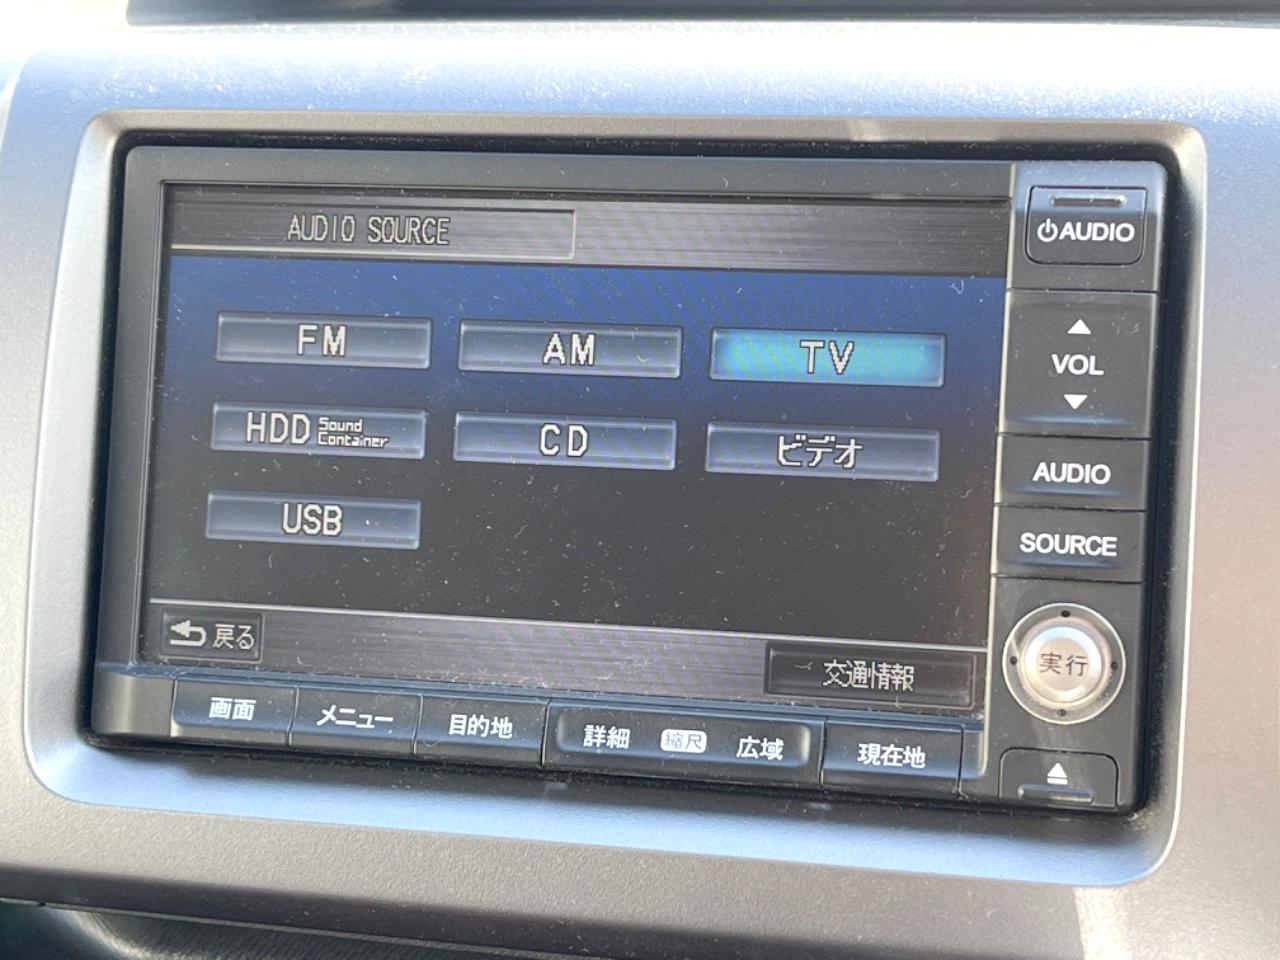 AUDIO SOURCE
FM
AM
TV
HDD Sound Container
CD
ビデオ
USB
戻る
交通情報
AUDIO
VOL
AUDIO
SOURCE
実行
画面
メニュー
目的地
詳細
縮尺
広域
現在地